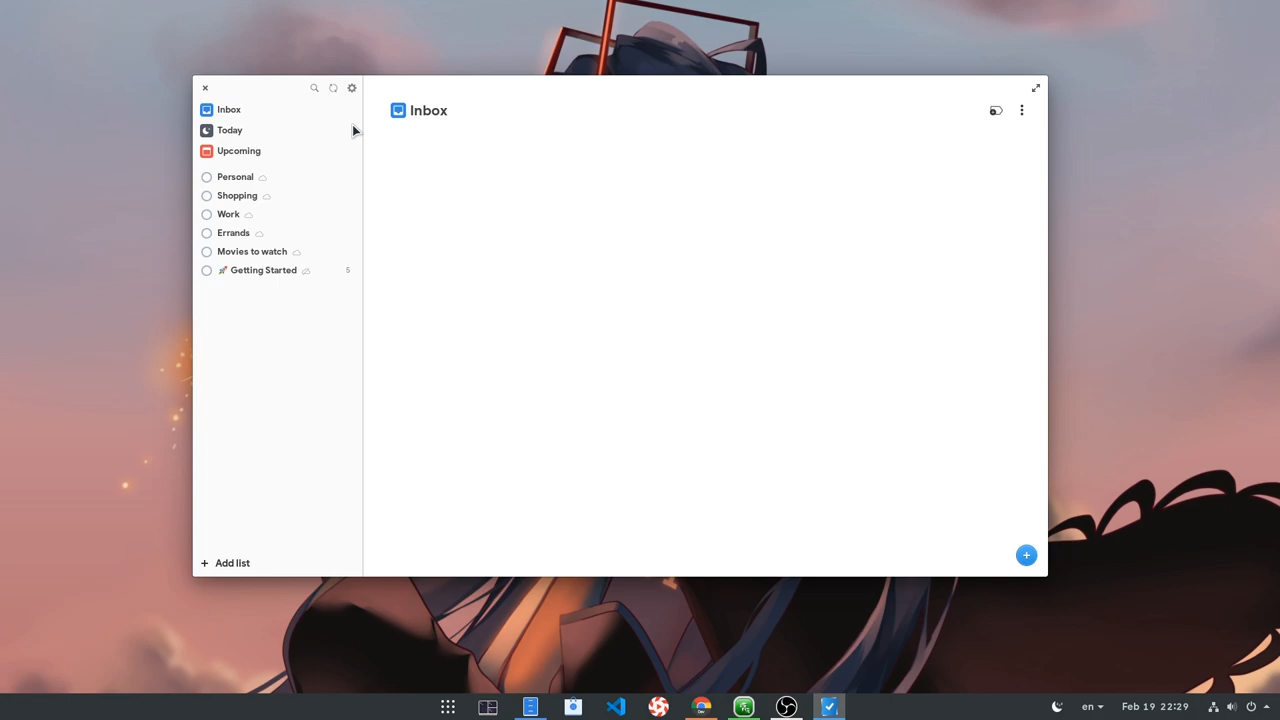 Inbox
Today
Upcoming
Personal
Shopping
Work
Errands
Movies to watch
🚀 Getting Started 5
+ Add list
Inbox
en
Feb 19 22:29